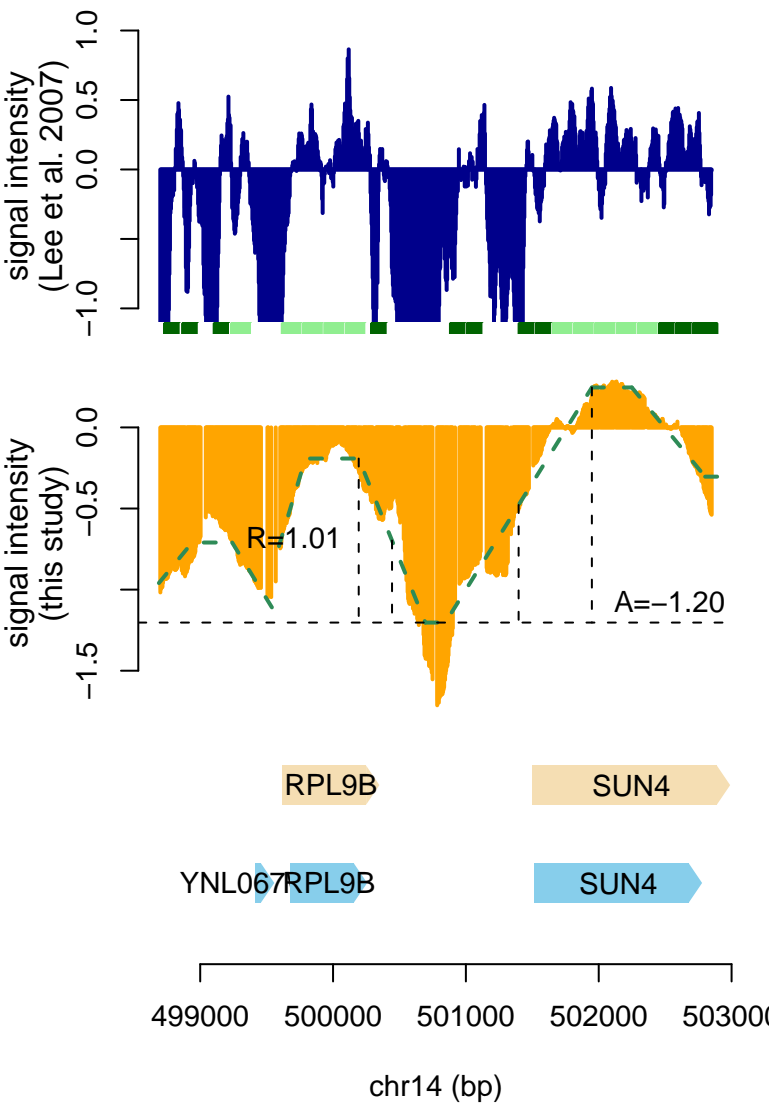 signal intensity
(Lee et al. 2007)
1.0
0.5
0.0
−1.0
signal intensity
(this study)
0.0
−0.5
−1.5
R=1.01
A=−1.20
RPL9B
SUN4
YNL067
RPL9B
SUN4
499000 500000 501000 502000 503000
chr14 (bp)